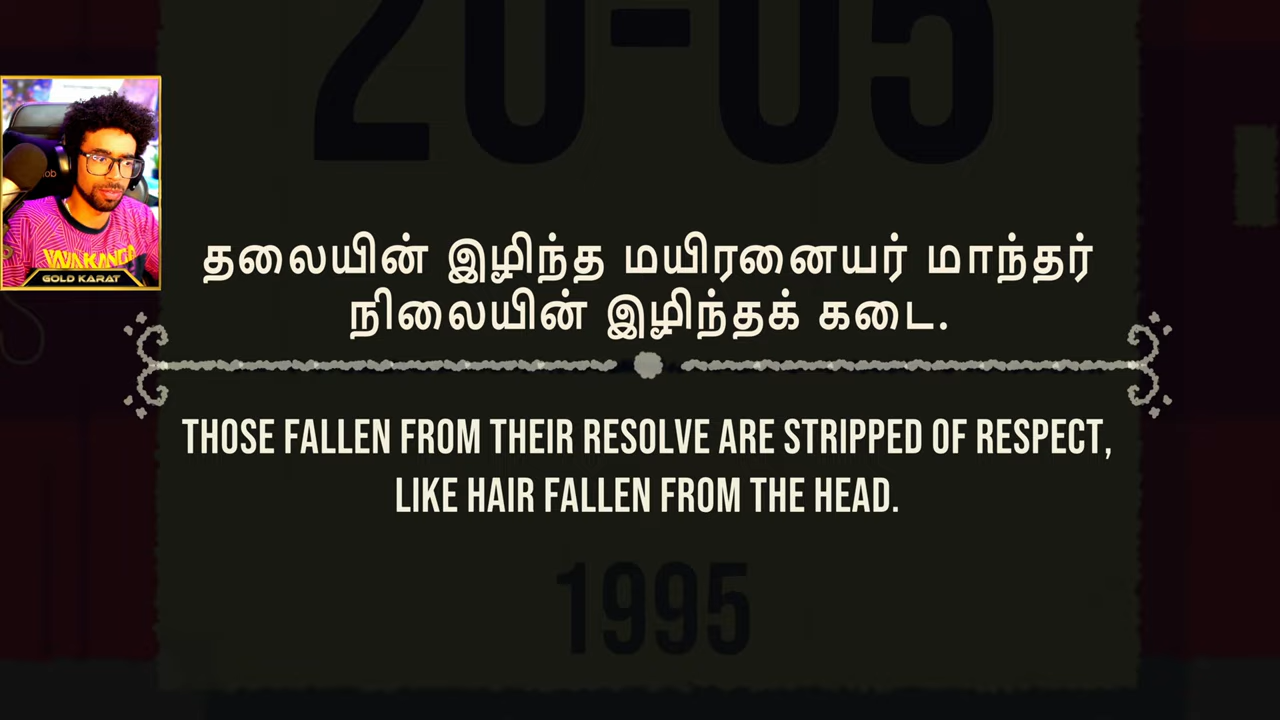 20-05
தலையின் இழிந்த மயிரனையர் மாந்தர்
நிலையின் இழிந்தக் கடை.
THOSE FALLEN FROM THEIR RESOLVE ARE STRIPPED OF RESPECT,
LIKE HAIR FALLEN FROM THE HEAD.
1995
GOLD KARAT